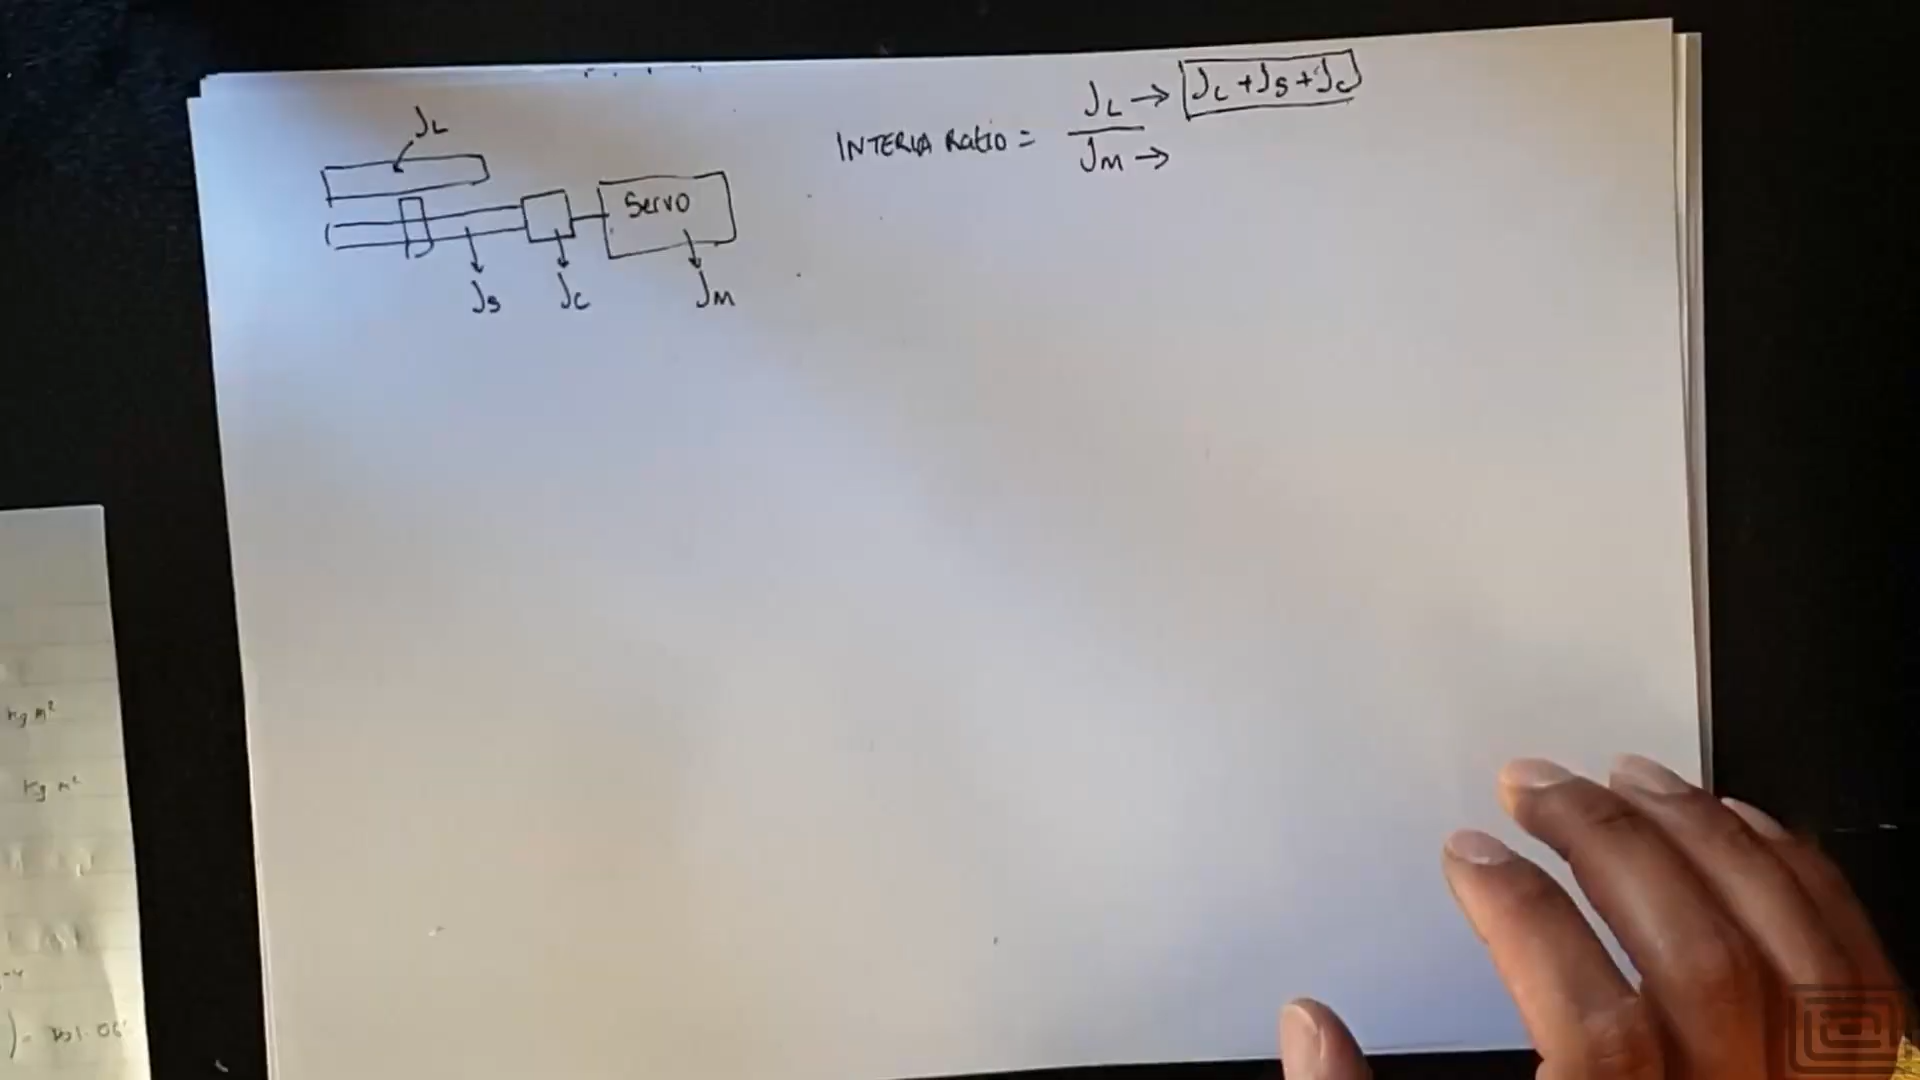 JL
Servo
Js Jc JM
INTERIA Ratio = JL → JL + Js + Jc
JM →
kg m²
kg m²